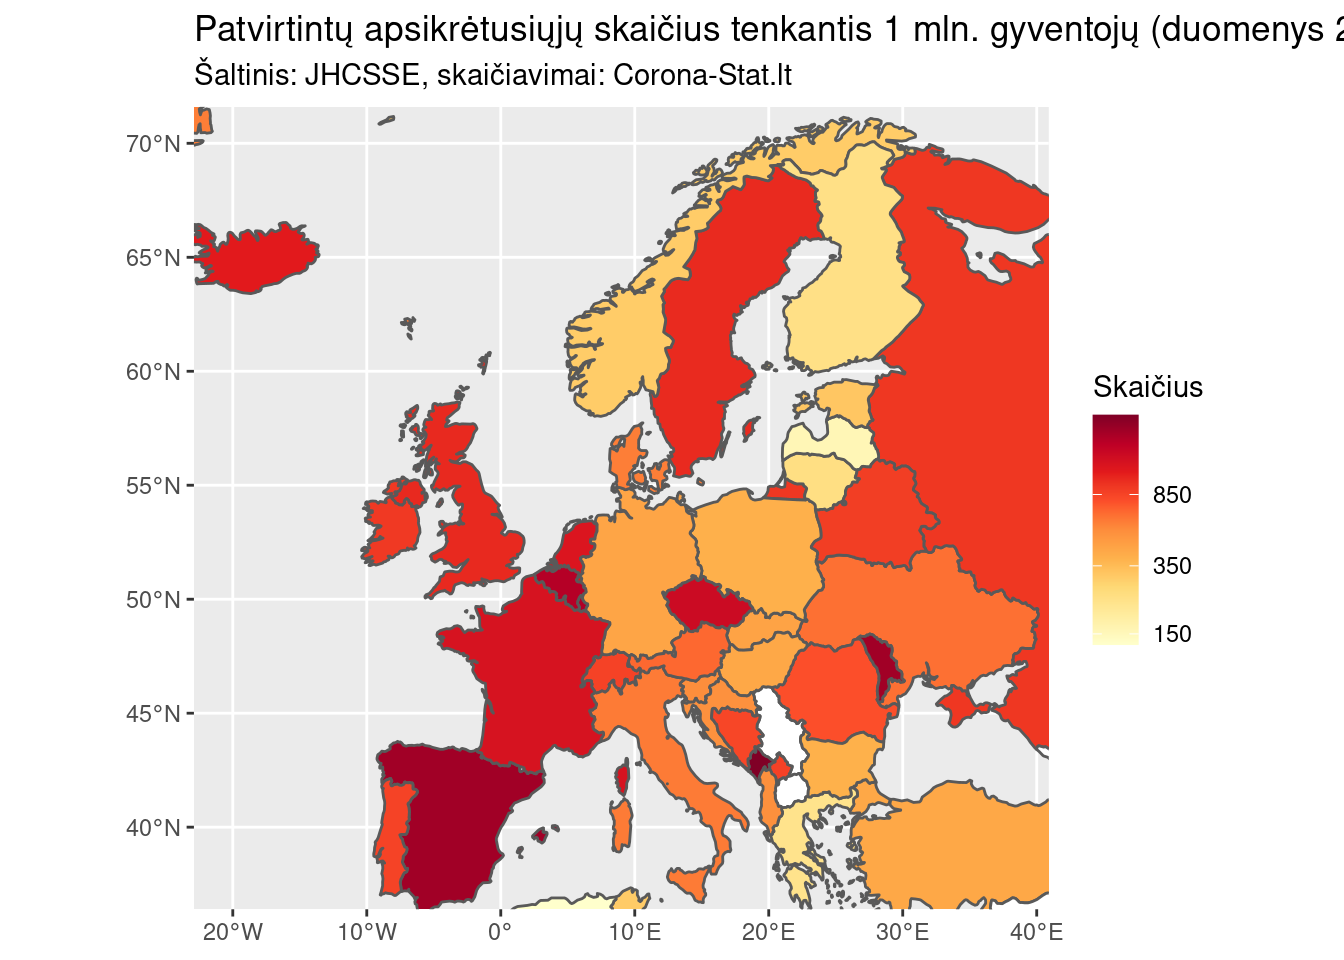 Patvirtintų apsikrėtusiųjų skaičius tenkantis 1 mln. gyventojų (duomenys 2
Šaltinis: JHCSSE, skaičiavimai: Corona-Stat.lt
70°N
65°N
60°N
55°N
50°N
45°N
40°N
20°W
10°W
0°
10°E
20°E
30°E
40°E
Skaičius
850
350
150